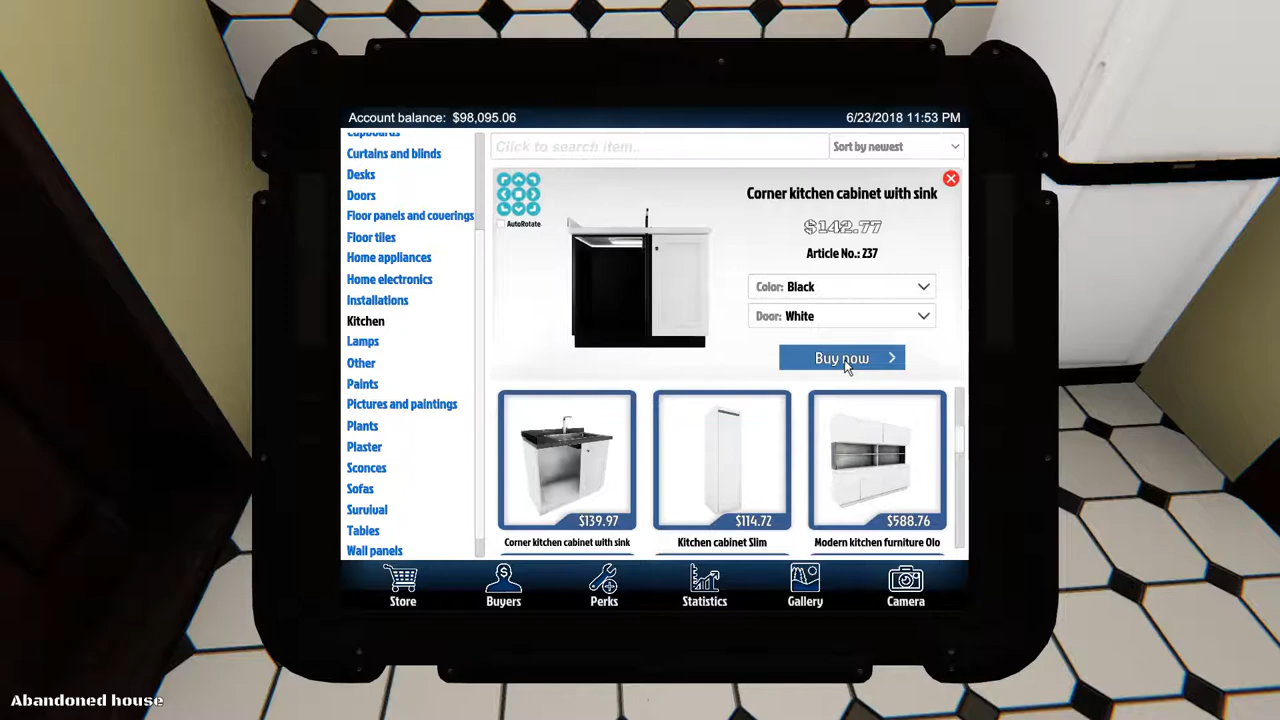 Account balance: $98,095.06
6/23/2018 11:53 PM
Cupboards
Curtains and blinds
Desks
Doors
Floor panels and coverings
Floor tiles
Home appliances
Home electronics
Installations
Kitchen
Lamps
Other
Paints
Pictures and paintings
Plants
Plaster
Sconces
Sofas
Survival
Tables
Wall panels
Click to search item..
Sort by newest
AutoRotate
Corner kitchen cabinet with sink
$142.77
Article No.: 237
Color: Black
Door: White
Buy now
$139.97
Corner kitchen cabinet with sink
$114.72
Kitchen cabinet Slim
$588.76
Modern kitchen furniture Olo
Store
Buyers
Perks
Statistics
Gallery
Camera
Abandoned house